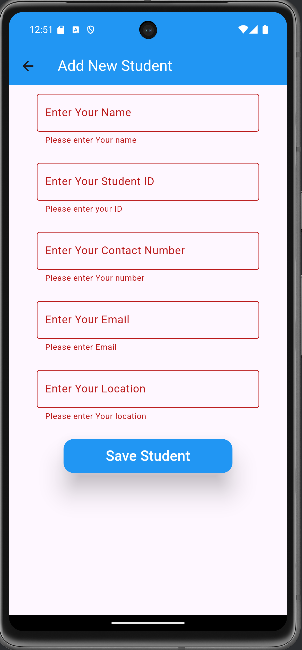 12:51
Add New Student
Enter Your Name
Please enter Your name
Enter Your Student ID
Please enter your ID
Enter Your Contact Number
Please enter Your number
Enter Your Email
Please enter Email
Enter Your Location
Please enter Your location
Save Student